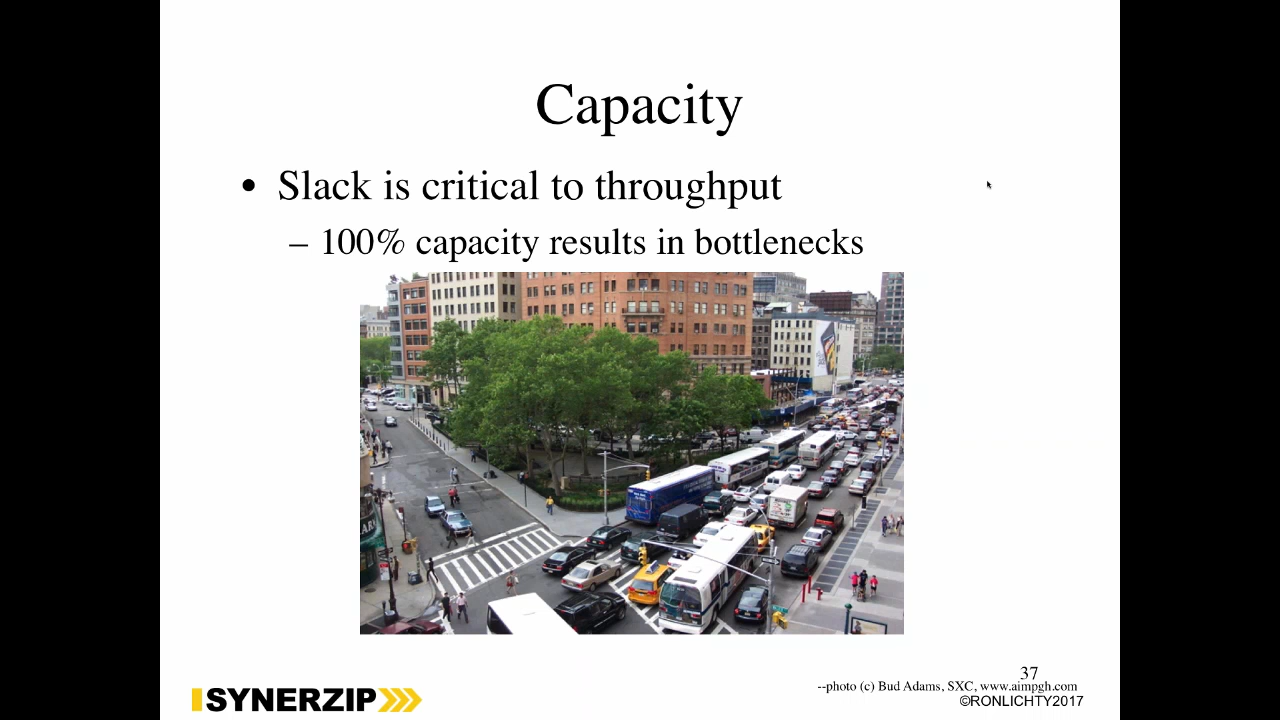 Capacity
• Slack is critical to throughput
– 100% capacity results in bottlenecks
37
--photo (c) Bud Adams, SXC, www.aimpgh.com
SYNERZIP
©RONLICHTY2017